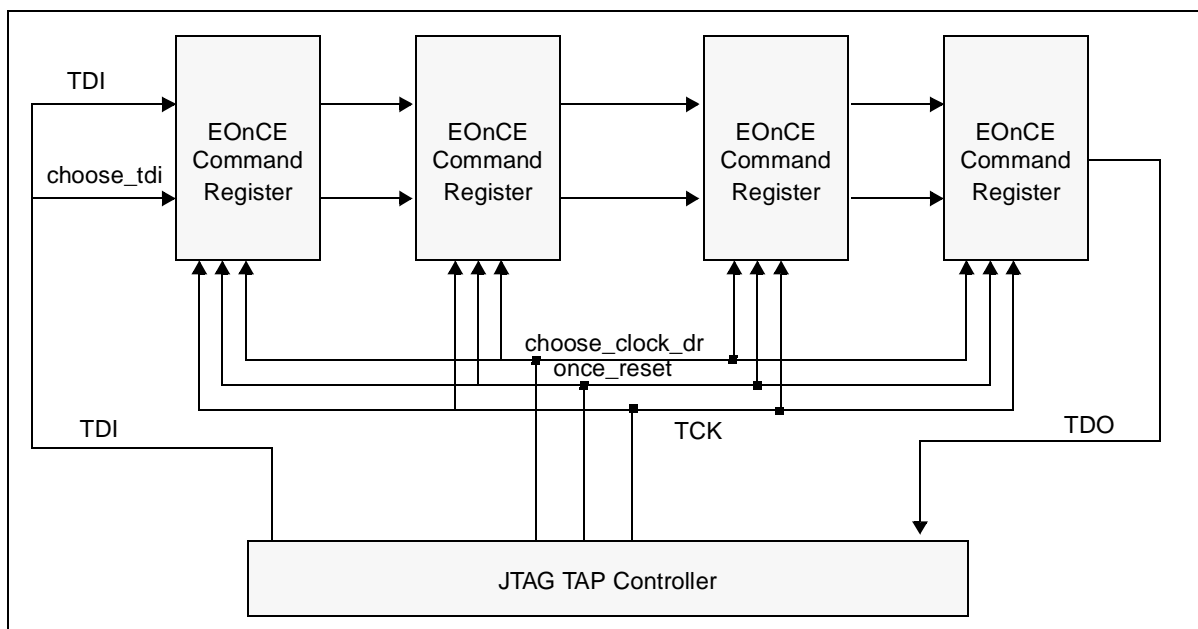 TDI
choose_tdi
EOnCE
Command
Register
EOnCE
Command
Register
EOnCE
Command
Register
EOnCE
Command
Register
choose_clock_dr
once_reset
TCK
TDI
TDO
JTAG TAP Controller